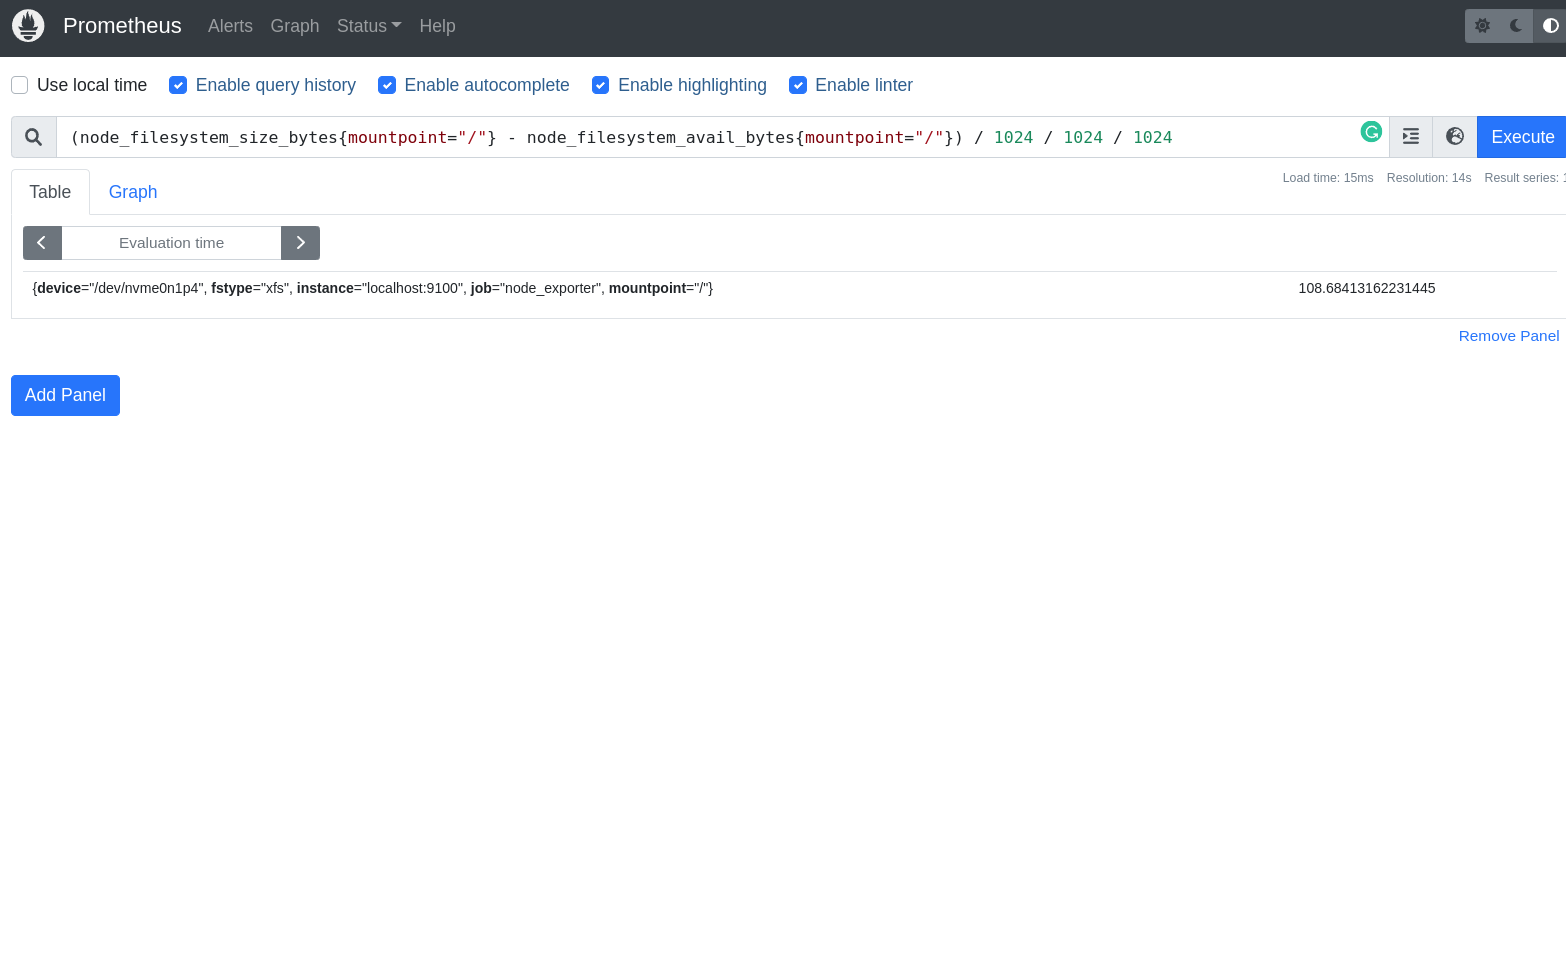 Prometheus Alerts Graph Status Help
Use local time Enable query history Enable autocomplete Enable highlighting Enable linter
(node_filesystem_size_bytes{mountpoint="/"} - node_filesystem_avail_bytes{mountpoint="/"}) / 1024 / 1024 / 1024 Execute
Load time: 15ms Resolution: 14s Result series:
Table Graph
Evaluation time
{device="/dev/nvme0n1p4", fstype="xfs", instance="localhost:9100", job="node_exporter", mountpoint="/"} 108.68413162231445
Remove Panel
Add Panel